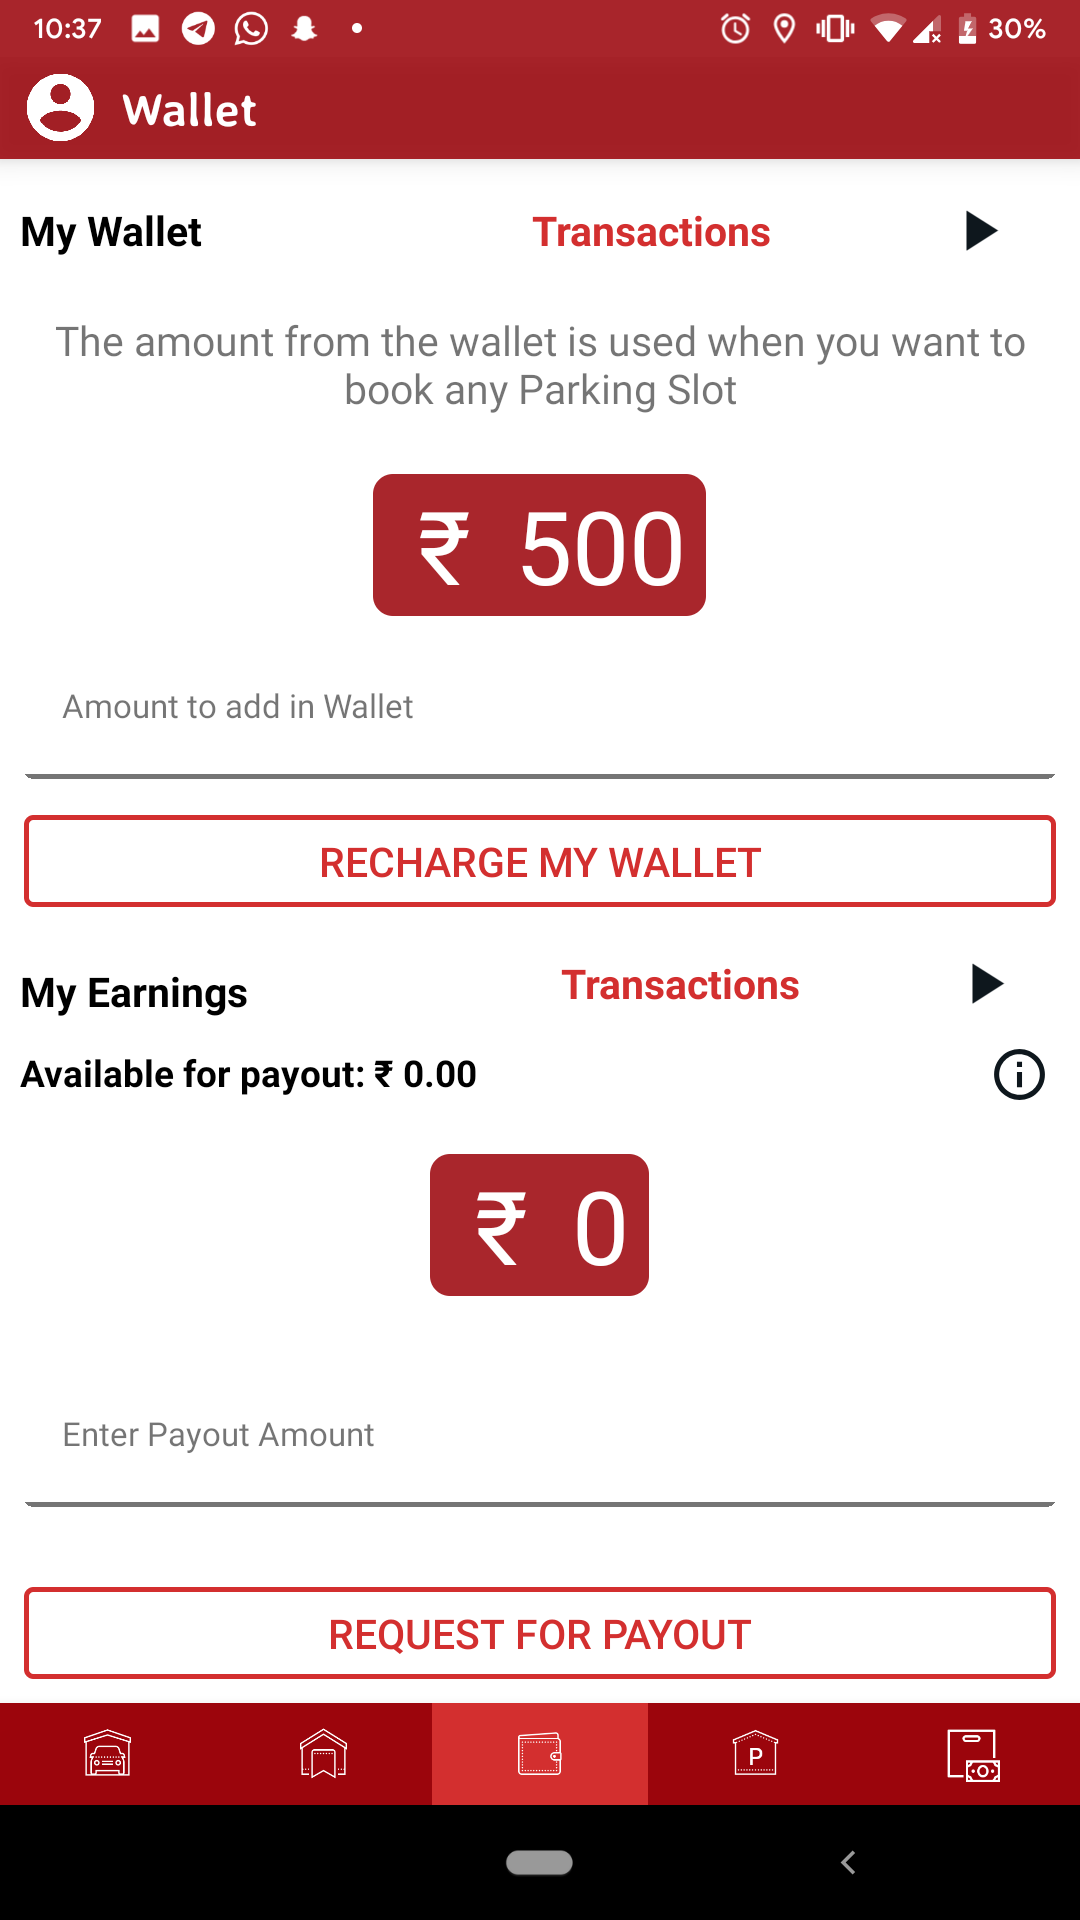 10:37
30%
Wallet
My Wallet
Transactions
The amount from the wallet is used when you want to
book any Parking Slot
₹ 500
Amount to add in Wallet
RECHARGE MY WALLET
My Earnings
Transactions
Available for payout: ₹ 0.00
₹ 0
Enter Payout Amount
REQUEST FOR PAYOUT
P